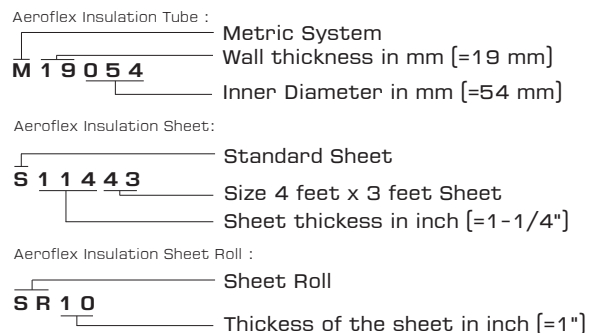 Aeroflex Insulation Tube :
Metric System
Wall thickness in mm (=19 mm)
M 1 9 0 5 4
Inner Diameter in mm (=54 mm)
Aeroflex Insulation Sheet:
Standard Sheet
S 1 1 4 4 3
Size 4 feet x 3 feet Sheet
Sheet thickess in inch (=1-1/4")
Aeroflex Insulation Sheet Roll :
Sheet Roll
S R 1 0
Thickess of the sheet in inch (=1")